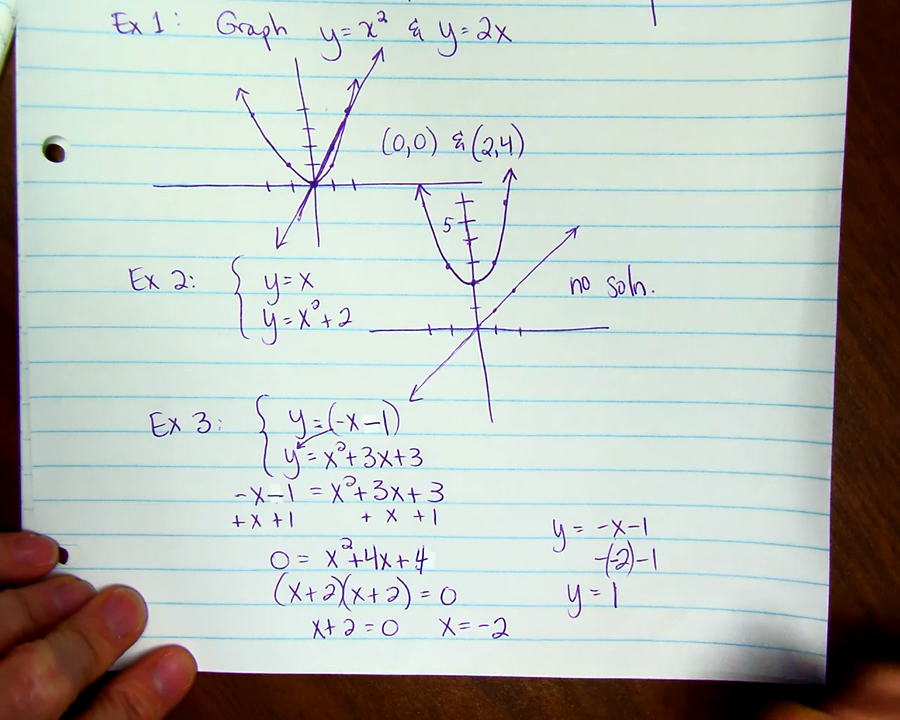 Ex 1: Graph y=x² & y=2x
(0,0) & (2,4)
5
Ex 2: { y=x
y=x²+2
no soln.
Ex 3: { y=(-x-1)
y=x²+3x+3
-x-1 = x²+3x+3
+x +1 + x +1
0 = x²+4x+4
(x+2)(x+2) = 0
x+2=0 x=-2
y= -x-1
-(-2)-1
y= 1